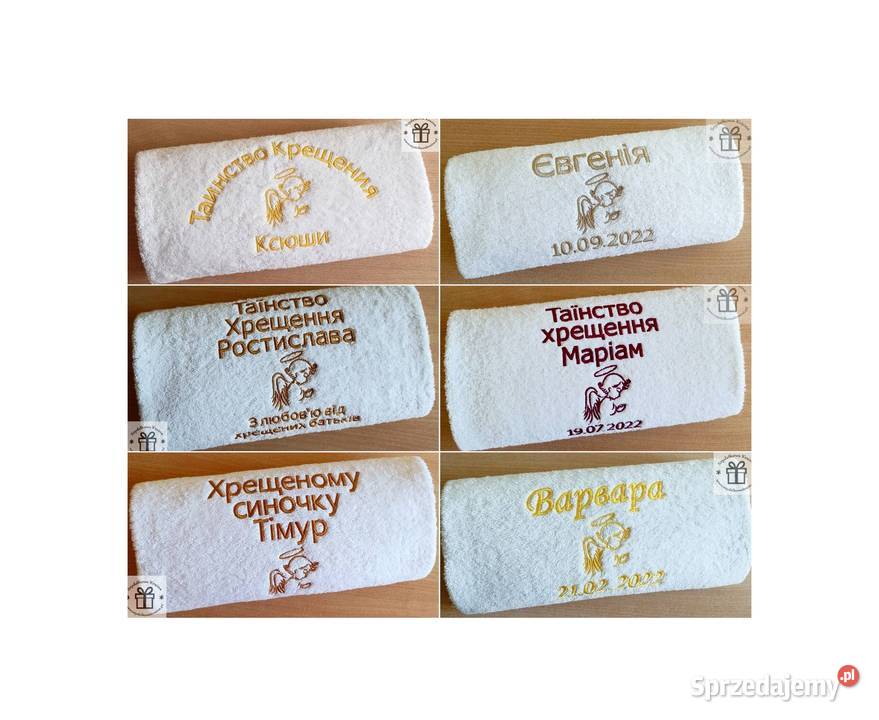 Таинство Крещения
Ксюши
Євгенія
10.09.2022
Таїнство
Хрещення
Ростислава
З любов'ю від
хрещених батьків
Таїнство
хрещення
Маріам
19.07.2022
Хрещеному
синочку
Тімур
Варвара
21.02. 2022
Sprzedajemy.pl